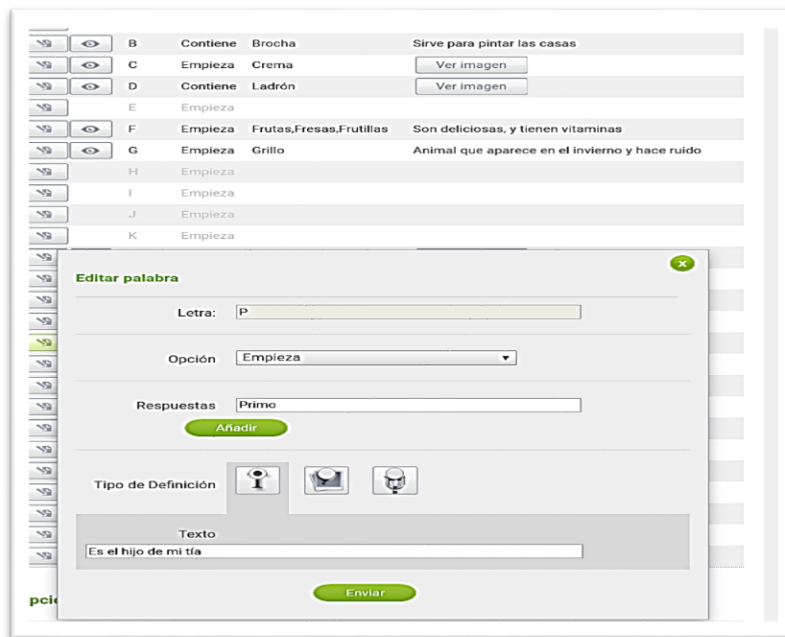 B Contiene Brocha Sirve para pintar las casas
C Empieza Crema Ver imagen
D Contiene Ladrón Ver imagen
E Empieza
F Empieza Frutas,Fresas,Frutillas Son deliciosas, y tienen vitaminas
G Empieza Grillo Animal que aparece en el invierno y hace ruido
H Empieza
I Empieza
J Empieza
K Empieza
Editar palabra
Letra: P
Opción Empieza
Respuestas Primo
Añadir
Tipo de Definición
Texto
Es el hijo de mi tía
Enviar
pcie